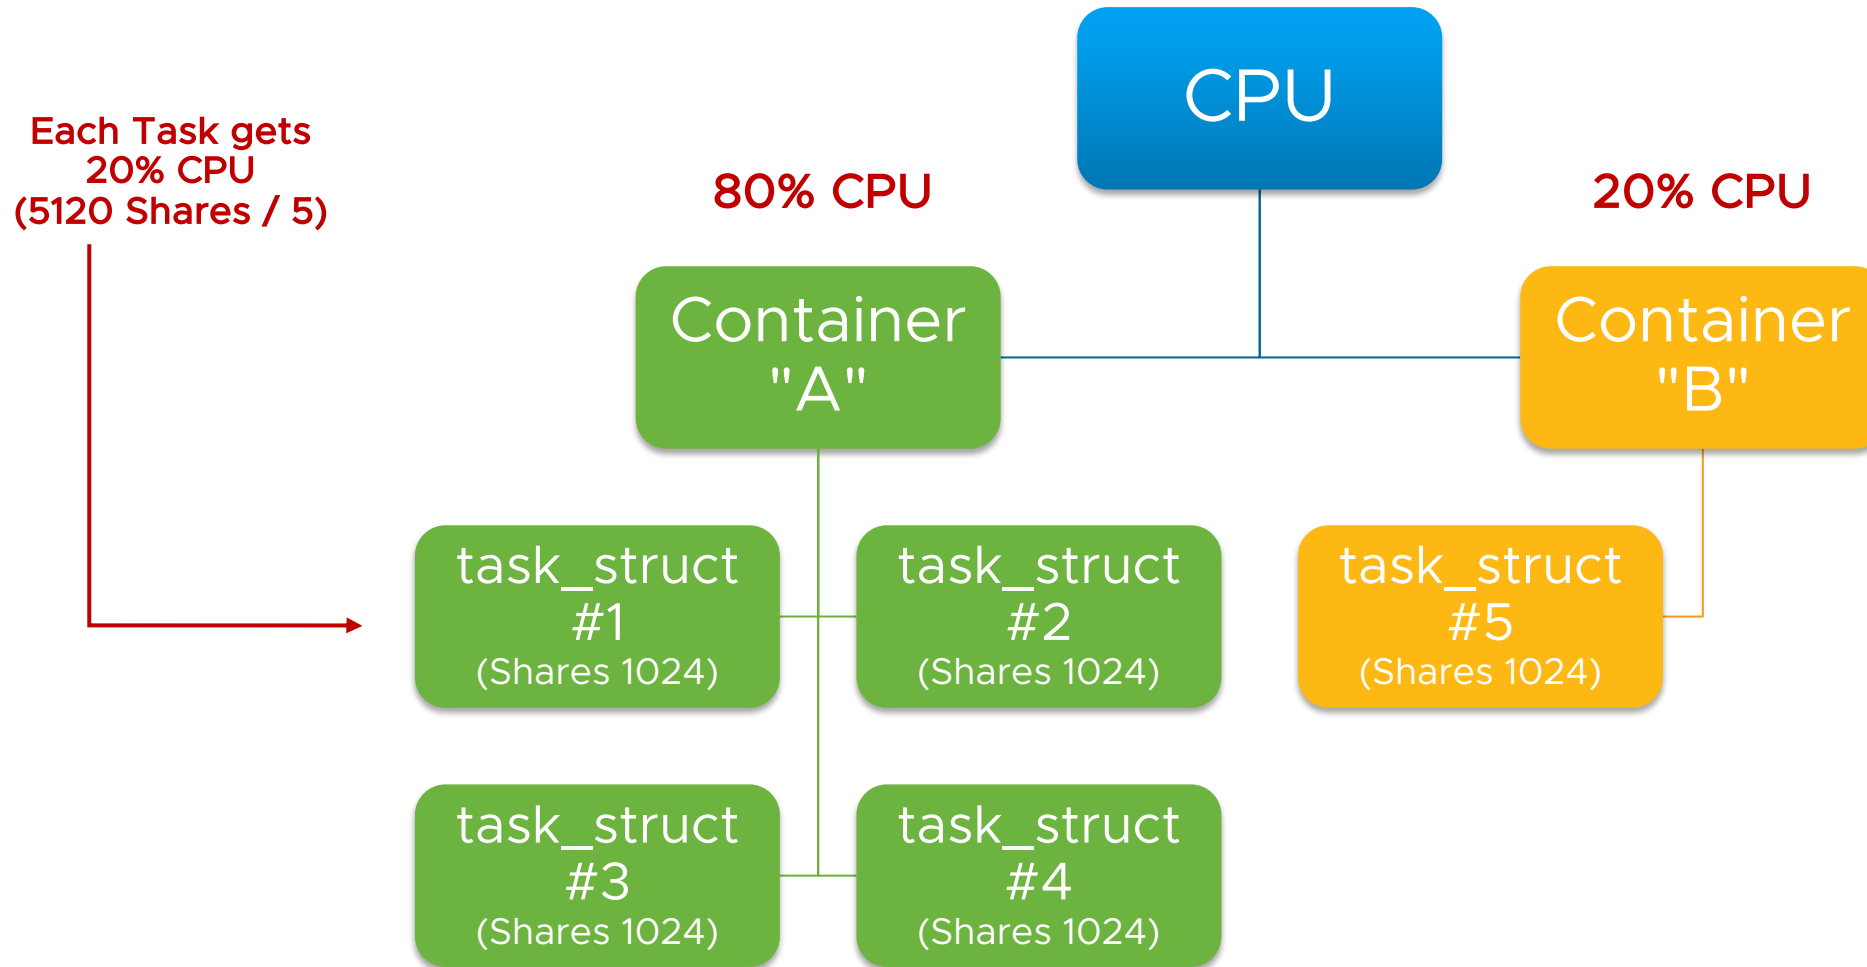 CPU
Each Task gets
20% CPU
(5120 Shares / 5)
80% CPU
20% CPU
Container
"A"
Container
"B"
task_struct
#1
(Shares 1024)
task_struct
#2
(Shares 1024)
task_struct
#5
(Shares 1024)
task_struct
#3
(Shares 1024)
task_struct
#4
(Shares 1024)